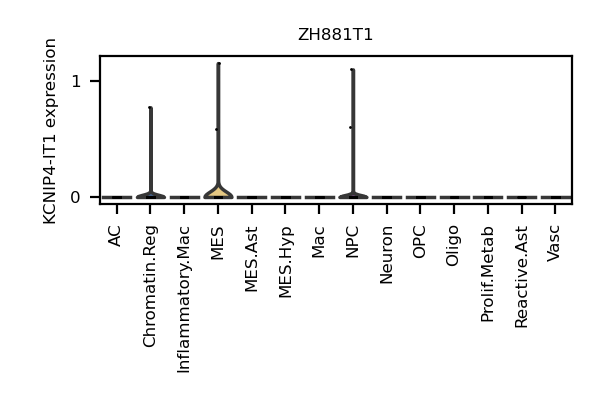 ZH881T1
KCNIP4-IT1 expression
1
0
AC
Chromatin.Reg
Inflammatory.Mac
MES
MES.Ast
MES.Hyp
Mac
NPC
Neuron
OPC
Oligo
Prolif.Metab
Reactive.Ast
Vasc